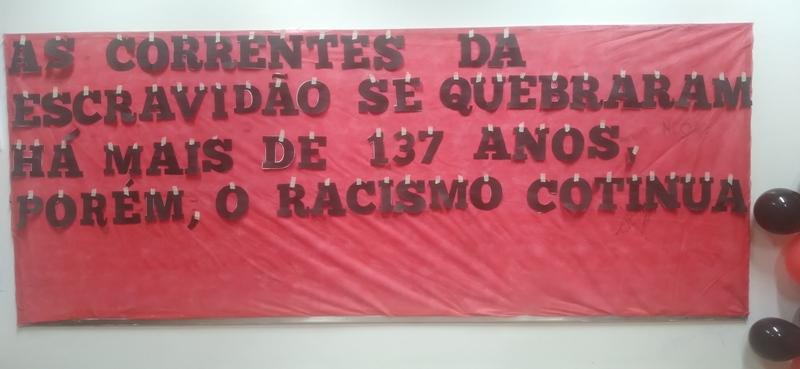 AS CORRENTES DA
ESCRAVIDÃO SE QUEBRARAM
HÁ MAIS DE 137 ANOS,
PORÉM, O RACISMO COTINUA